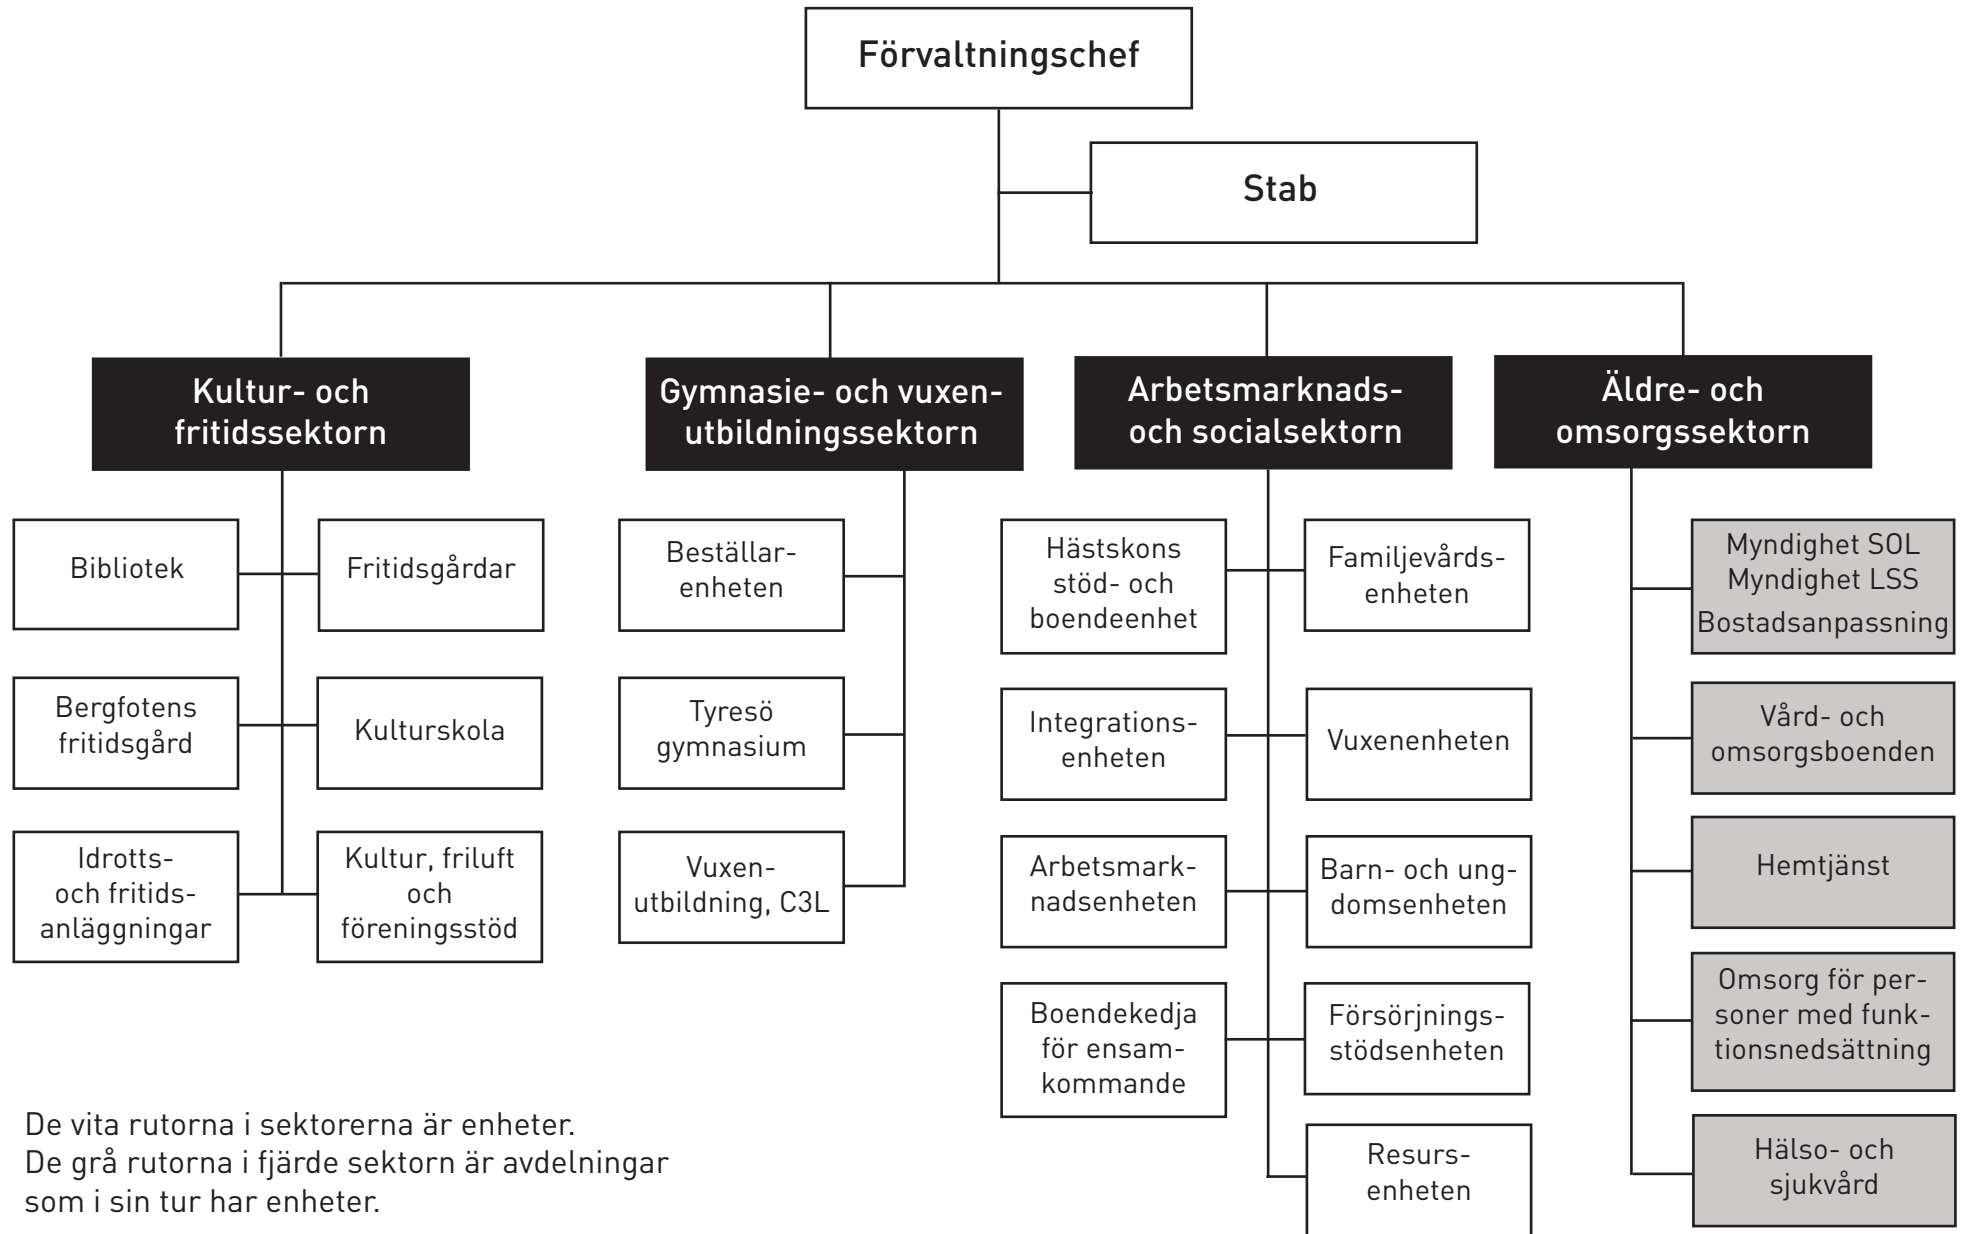 Förvaltningschef
Stab
Kultur- och
fritidssektorn
Bibliotek
Fritidsgårdar
Bergfotens
fritidsgård
Kulturskola
Idrotts-
och fritids-
anläggningar
Kultur, friluft
och
föreningsstöd
Gymnasie- och vuxen-
utbildningssektorn
Beställar-
enheten
Tyresö
gymnasium
Vuxen-
utbildning, C3L
Arbetsmarknads-
och socialsektorn
Hästskons
stöd- och
boendeenhet
Familjevårds-
enheten
Integrations-
enheten
Vuxenenheten
Arbetsmark-
nadsenheten
Barn- och ung-
domsenheten
Boendekedja
för ensam-
kommande
Försörjnings-
stödsenheten
Resurs-
enheten
Äldre- och
omsorgssektorn
Myndighet SOL
Myndighet LSS
Bostadsanpassning
Vård- och
omsorgsboenden
Hemtjänst
Omsorg för per-
soner med funk-
tionsnedsättning
Hälso- och
sjukvård
De vita rutorna i sektorerna är enheter.
De grå rutorna i fjärde sektorn är avdelningar
som i sin tur har enheter.